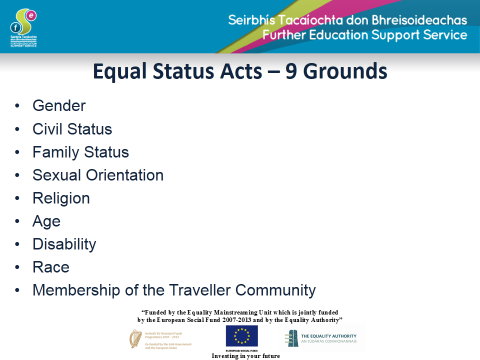 Seirbhís Tacaíochta don Bhreisoideachas
Further Education Support Service
Equal Status Acts – 9 Grounds
• Gender
• Civil Status
• Family Status
• Sexual Orientation
• Religion
• Age
• Disability
• Race
• Membership of the Traveller Community
“Funded by the Equality Mainstreaming Unit which is jointly funded
by the European Social Fund 2007-2013 and by the Equality Authority”
THE EQUALITY AUTHORITY
EUROPEAN SOCIAL FUND
Investing in your future